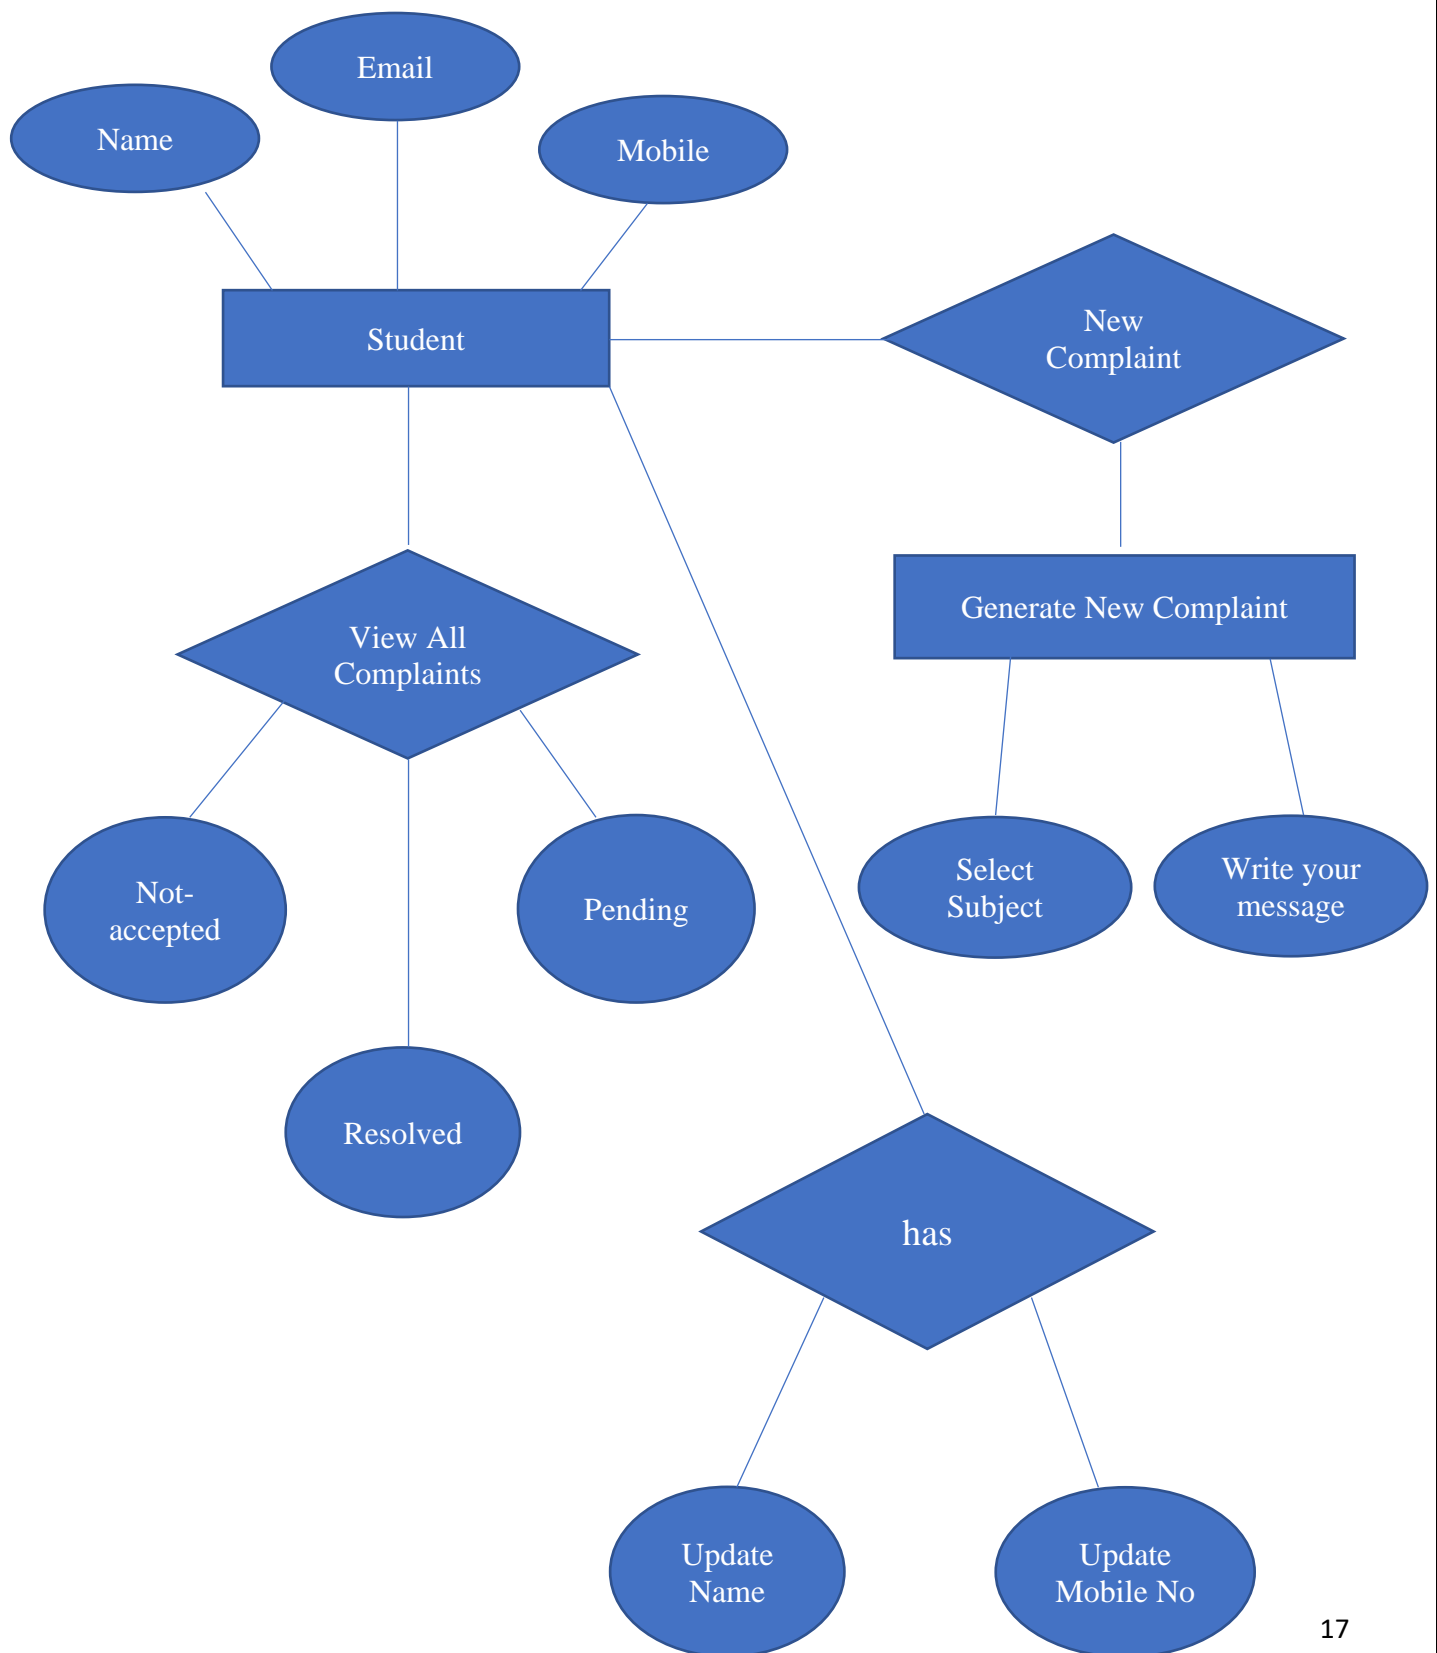 Email
Name
Mobile
Student
New
Complaint
Generate New Complaint
View All
Complaints
Select
Subject
Write your
message
Not-
accepted
Pending
Resolved
has
Update
Name
Update
Mobile No
17